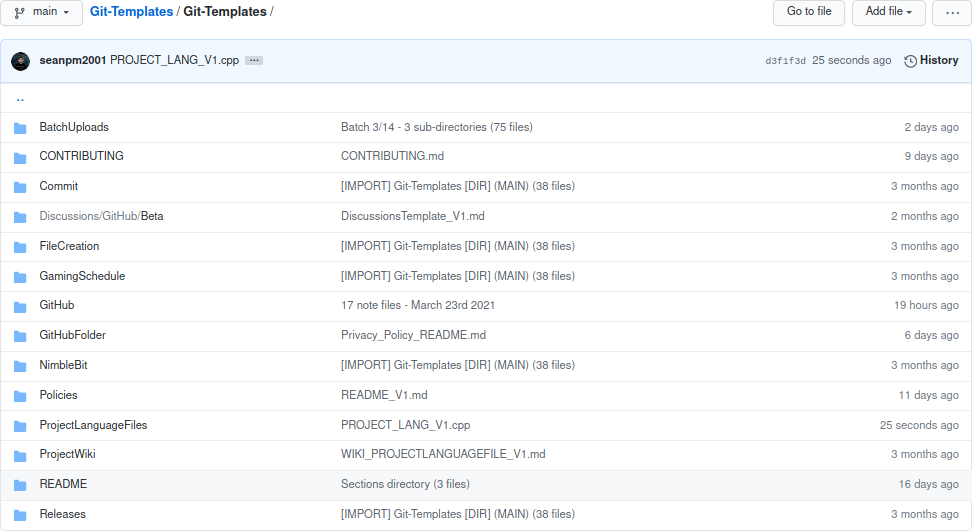 main Git-Templates / Git-Templates / Go to file Add file ...
seanpm2001 PROJECT_LANG_V1.cpp ... d3f1f3d 25 seconds ago History
..
BatchUploads Batch 3/14 - 3 sub-directories (75 files) 2 days ago
CONTRIBUTING CONTRIBUTING.md 9 days ago
Commit [IMPORT] Git-Templates [DIR] (MAIN) (38 files) 3 months ago
Discussions/GitHub/Beta DiscussionsTemplate_V1.md 2 months ago
FileCreation [IMPORT] Git-Templates [DIR] (MAIN) (38 files) 3 months ago
GamingSchedule [IMPORT] Git-Templates [DIR] (MAIN) (38 files) 3 months ago
GitHub 17 note files - March 23rd 2021 19 hours ago
GitHubFolder Privacy_Policy_README.md 6 days ago
NimbleBit [IMPORT] Git-Templates [DIR] (MAIN) (38 files) 3 months ago
Policies README_V1.md 11 days ago
ProjectLanguageFiles PROJECT_LANG_V1.cpp 25 seconds ago
ProjectWiki WIKI_PROJECTLANGUAGEFILE_V1.md 3 months ago
README Sections directory (3 files) 16 days ago
Releases [IMPORT] Git-Templates [DIR] (MAIN) (38 files) 3 months ago